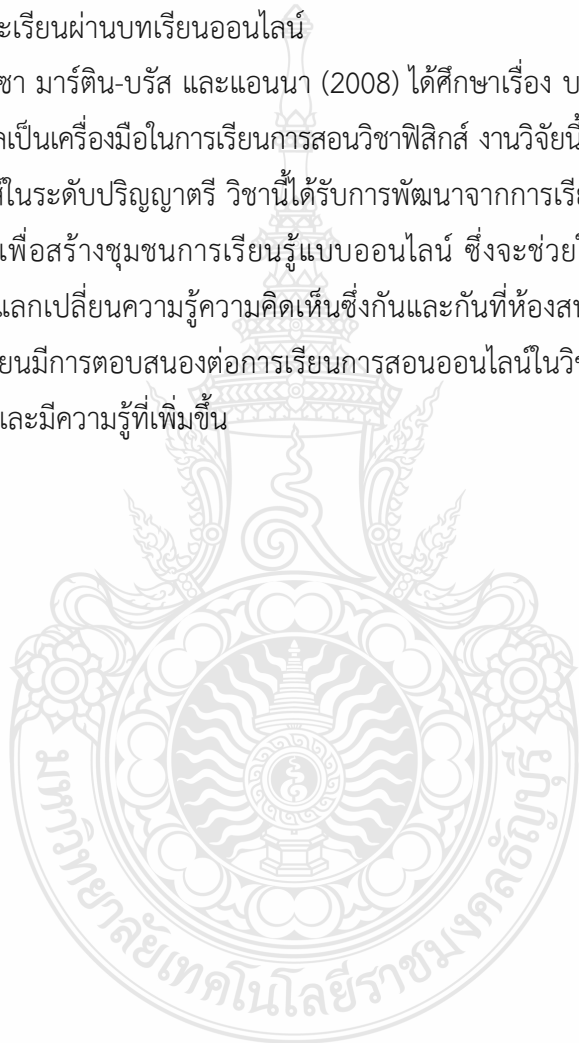 ะเรียนผ่านบทเรียนออนไลน์
ซา มาร์ติน-บรัส และแอนนา (2008) ได้ศึกษาเรื่อง บ
ลเป็นเครื่องมือในการเรียนการสอนวิชาฟิสิกส์ งานวิจัยนี้
ส์ในระดับปริญญาตรี วิชานี้ได้รับการพัฒนาจากการเรีย
เพื่อสร้างชุมชนการเรียนรู้แบบออนไลน์ ซึ่งจะช่วยใ
แลกเปลี่ยนความรู้ความคิดเห็นซึ่งกันและกันที่ห้องสน
ียนมีการตอบสนองต่อการเรียนการสอนออนไลน์ในวิช
และมีความรู้ที่เพิ่มขึ้น
มหาวิทยาลัยเทคโนโลยีราชมงคลธัญบุรี